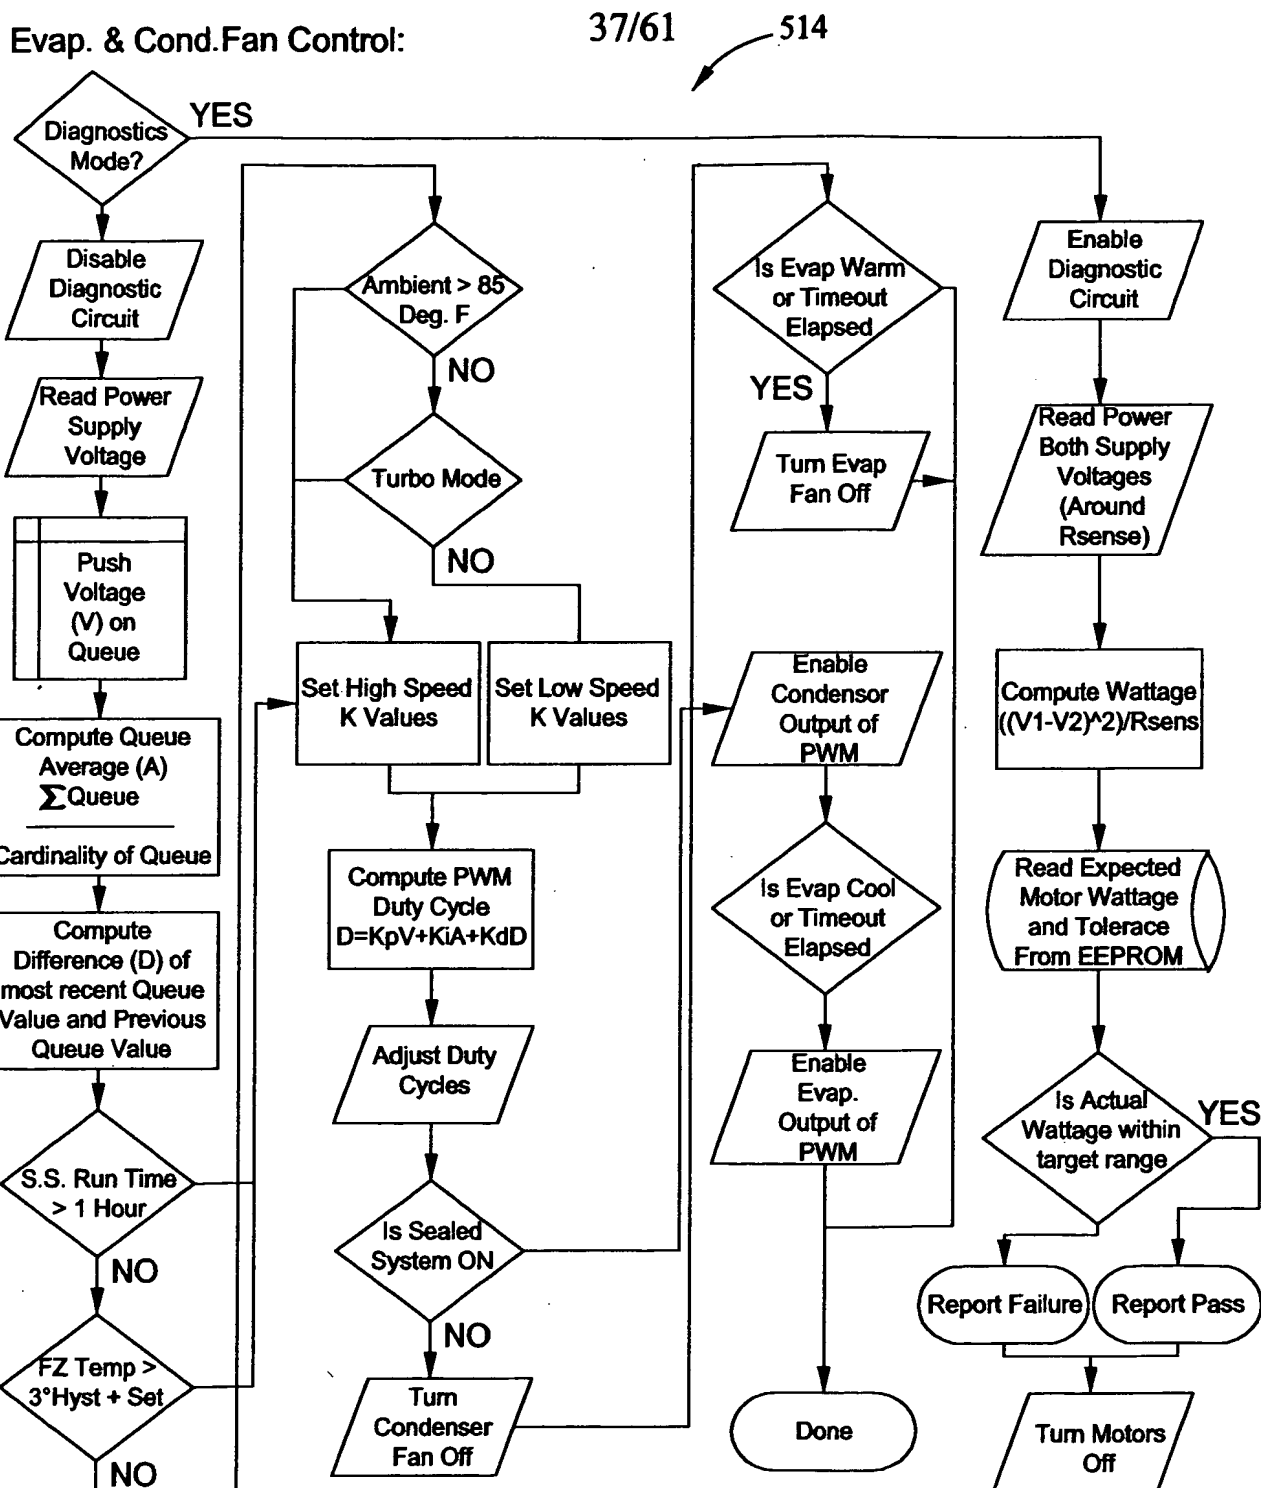 Evap. & Cond.Fan Control:
37/61
514
Diagnostics
Mode?
YES
Disable
Diagnostic
Circuit
Read Power
Supply
Voltage
Push
Voltage
(V) on
Queue
Compute Queue
Average (A)
ΣQueue
Cardinality of Queue
Compute
Difference (D) of
most recent Queue
Value and Previous
Queue Value
S.S. Run Time
> 1 Hour
NO
FZ Temp >
3°Hyst + Set
NO
Ambient > 85
Deg. F
NO
Turbo Mode
NO
Set High Speed
K Values
Set Low Speed
K Values
Compute PWM
Duty Cycle
D=KpV+KiA+KdD
Adjust Duty
Cycles
Is Sealed
System ON
NO
Turn
Condenser
Fan Off
Is Evap Warm
or Timeout
Elapsed
YES
Turn Evap
Fan Off
Enable
Condensor
Output of
PWM
Is Evap Cool
or Timeout
Elapsed
Enable
Evap.
Output of
PWM
Done
Enable
Diagnostic
Circuit
Read Power
Both Supply
Voltages
(Around
Rsense)
Compute Wattage
((V1-V2)^2)/Rsens
Read Expected
Motor Wattage
and Tolerace
From EEPROM
Is Actual
Wattage within
target range
YES
Report Failure
Report Pass
Turn Motors
Off